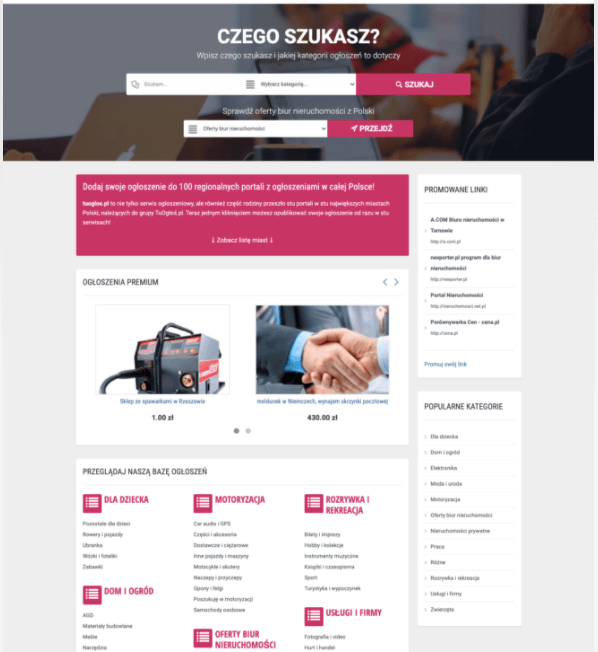 CZEGO SZUKASZ?
Wpisz czego szukasz i jakiej kategorii ogłoszeń to dotyczy
Szukam...
Wybierz kategorię...
SZUKAJ
Sprawdź oferty biur nieruchomości z Polski
Oferty biur nieruchomości
PRZEJDŹ
Dodaj swoje ogłoszenie do 100 regionalnych portali z ogłoszeniami w całej Polsce!
tuogloc.pl to nie tylko serwis ogłoszeniowy, ale również część rodziny przeszło stu portali w stu największych miastach
Polski, należących do grupy TuOgłoś.pl. Teraz jednym kliknięciem możesz opublikować swoje ogłoszenie od razu w stu
serwisach!
↓ Zobacz listę miast ↓
OGŁOSZENIA PREMIUM
Sklep ze spawarkami w Rzeszowie
1.00 zł
meldunek w Niemczech, wynajem skrzynki pocztowej
430.00 zł
PRZEGLĄDAJ NASZĄ BAZĘ OGŁOSZEŃ
DLA DZIECKA
Pozostałe dla dzieci
Rowery i pojazdy
Ubranka
Wózki i foteliki
Zabawki
DOM I OGRÓD
AGD
Materiały budowlane
Meble
Narzędzia
MOTORYZACJA
Car audio i GPS
Części i akcesoria
Dostawcze i ciężarowe
Inne pojazdy i maszyny
Motocykle i skutery
Naczepy i przyczepy
Opony i felgi
Poszukuję w motoryzacji
Samochody osobowe
OFERTY BIUR
NIERUCHOMOŚCI
ROZRYWKA I
REKREACJA
Bilety i imprezy
Hobby i kolekcje
Instrumenty muzyczne
Książki i czasopisma
Sport
Turystyka i wypoczynek
USŁUGI I FIRMY
Fotografia i video
Hurt i handel
PROMOWANE LINKI
A.COM Biuro nieruchomości w
Tarnowie
http://a.com.pl
nexporter.pl program dla biur
nieruchomości
http://nexporter.pl
Portal Nieruchomości
http://nieruchomosci.net.pl
Porównywarka Cen - cena.pl
http://cena.pl
Promuj swój link
POPULARNE KATEGORIE
Dla dziecka
Dom i ogród
Elektronika
Moda i uroda
Motoryzacja
Oferty biur nieruchomości
Nieruchomości prywatne
Praca
Różne
Rozrywka i rekreacja
Usługi i firmy
Zwierzęta